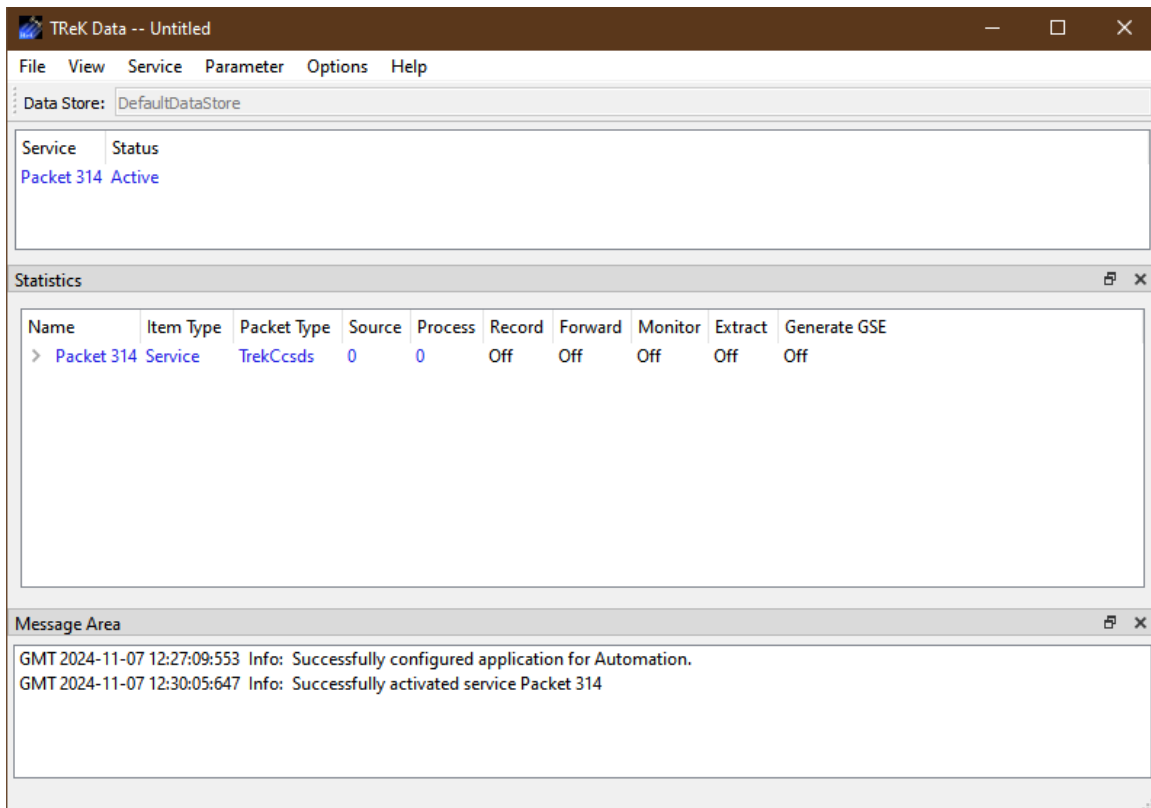 TReK Data -- Untitled
File View Service Parameter Options Help
Data Store: DefaultDataStore
Service Status
Packet 314 Active
Statistics
Name Item Type Packet Type Source Process Record Forward Monitor Extract Generate GSE
Packet 314 Service TrekCcsds 0 0 Off Off Off Off Off
Message Area
GMT 2024-11-07 12:27:09:553 Info: Successfully configured application for Automation.
GMT 2024-11-07 12:30:05:647 Info: Successfully activated service Packet 314